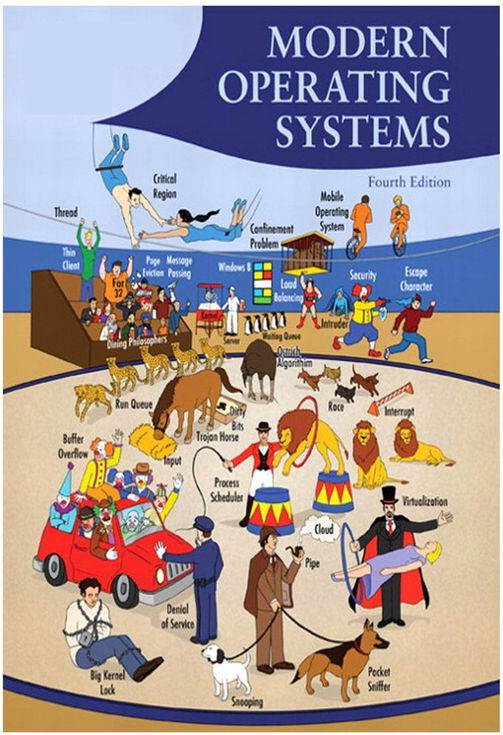 MODERN
OPERATING
SYSTEMS
Fourth Edition
Critical
Region
Thread
Mobile
Operating
System
Confinement
Problem
Thin
Client
Page
Eviction
Message
Passing
Windows 8
Load
Balancing
Security
Escape
Character
Fat
32
Kernel
Server
Intruder
Dining Philosophers
Waiting Queue
Ostrich
Algorithm
Run Queue
Dirty
Bits
Trojan Horse
Race
Interrupt
Buffer
Overflow
Input
Process
Scheduler
Virtualization
Cloud
Pipe
Denial
of Service
Big Kernel
Lock
Snooping
Packet
Sniffer